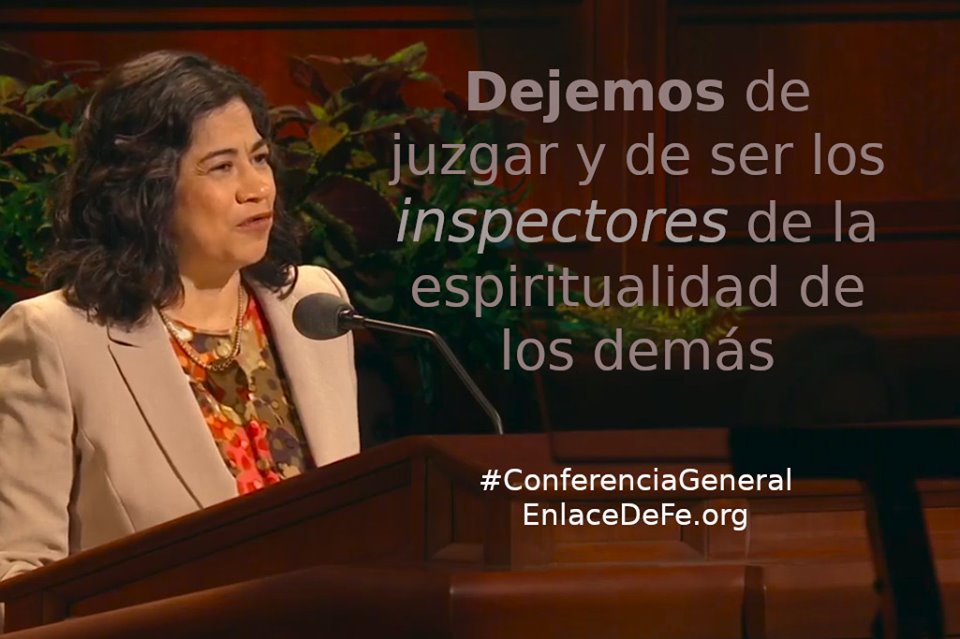 Dejemos de
juzgar y de ser los
inspectores de la
espiritualidad de
los demás
#ConferenciaGeneral
EnlaceDeFe.org